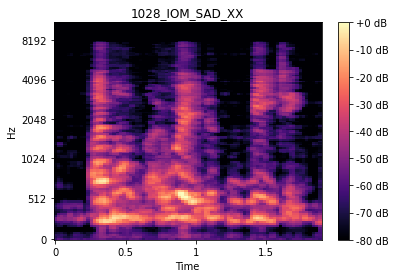 1028_IOM_SAD_XX
Hz
8192
4096
2048
1024
512
0
0
0.5
1
1.5
Time
+0 dB
-10 dB
-20 dB
-30 dB
-40 dB
-50 dB
-60 dB
-70 dB
-80 dB